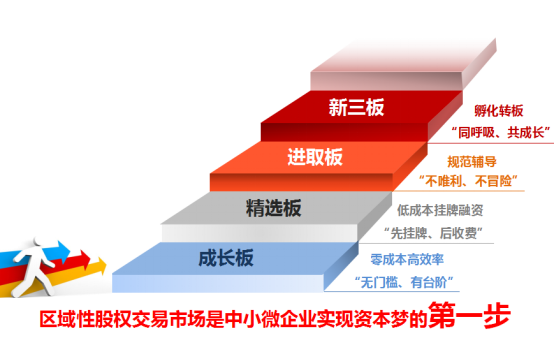 新三板
孵化转板
“同呼吸、共成长”
进取板
规范辅导
“不唯利、不冒险”
精选板
低成本挂牌融资
“先挂牌、后收费”
成长板
零成本高效率
“无门槛、有台阶”
区域性股权交易市场是中小微企业实现资本梦的第一步